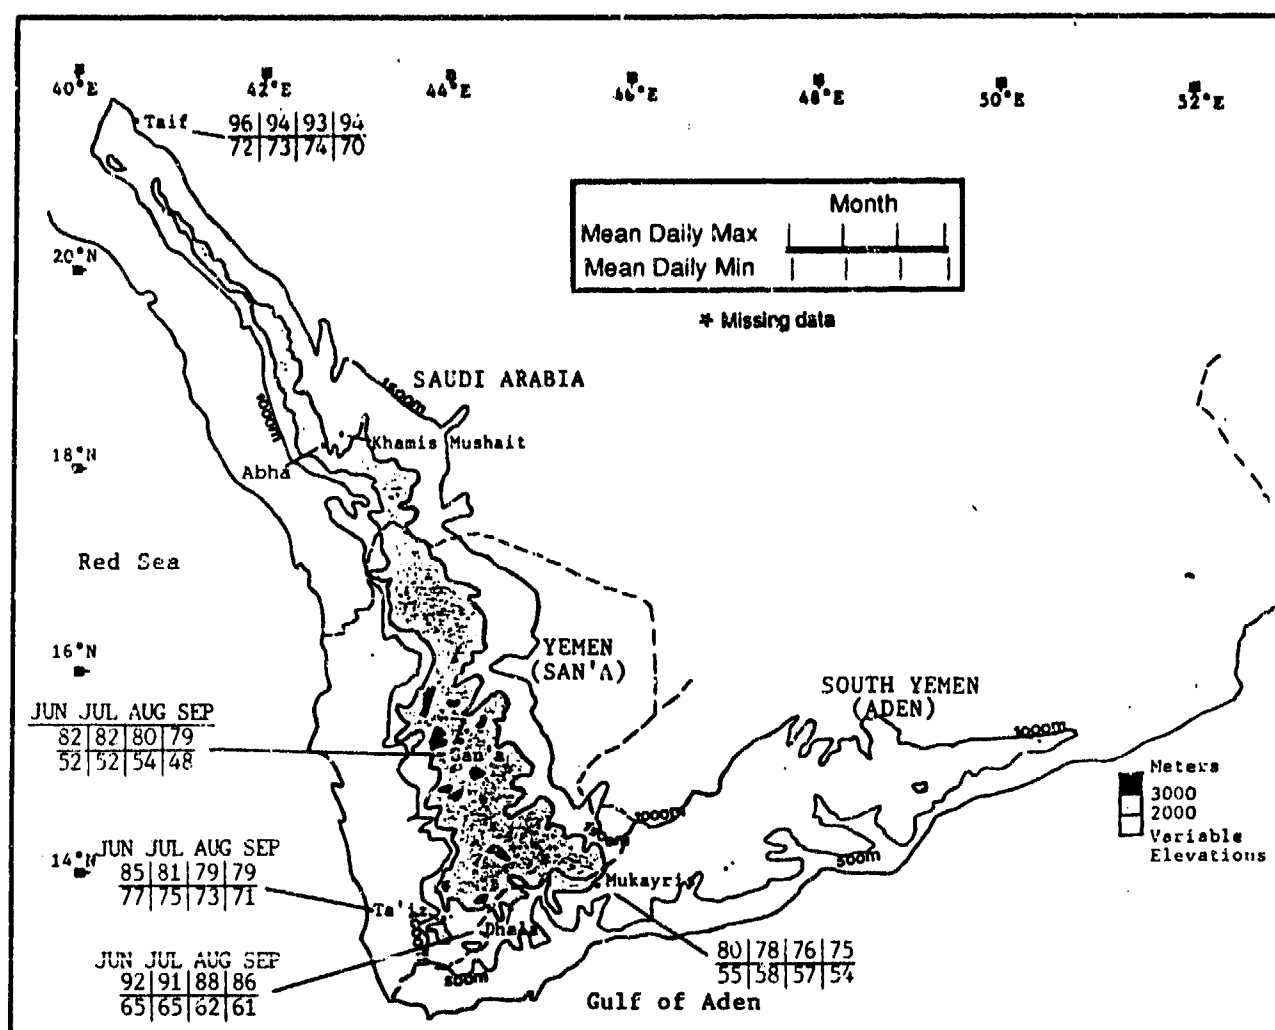 40°E 42°E 44°E 46°E 48°E 50°E 52°E
Taif
96 94 93 94
72 73 74 70
Month
Mean Daily Max
Mean Daily Min
* Missing data
20°N
SAUDI ARABIA
1500m
1000m
Khamis Mushait
Abha
18°N
Red Sea
16°N
YEMEN
(SAN'A)
SOUTH YEMEN
(ADEN)
1000m
JUN JUL AUG SEP
82 82 80 79
52 52 54 48
San'a
Meters
3000
2000
Variable
Elevations
1000m
500m
14°N
JUN JUL AUG SEP
85 81 79 79
77 75 73 71
Mukayris
Ta'iz
Dhala
JUN JUL AUG SEP
92 91 88 86
65 65 62 61
80 78 76 75
55 58 57 54
500m
Gulf of Aden